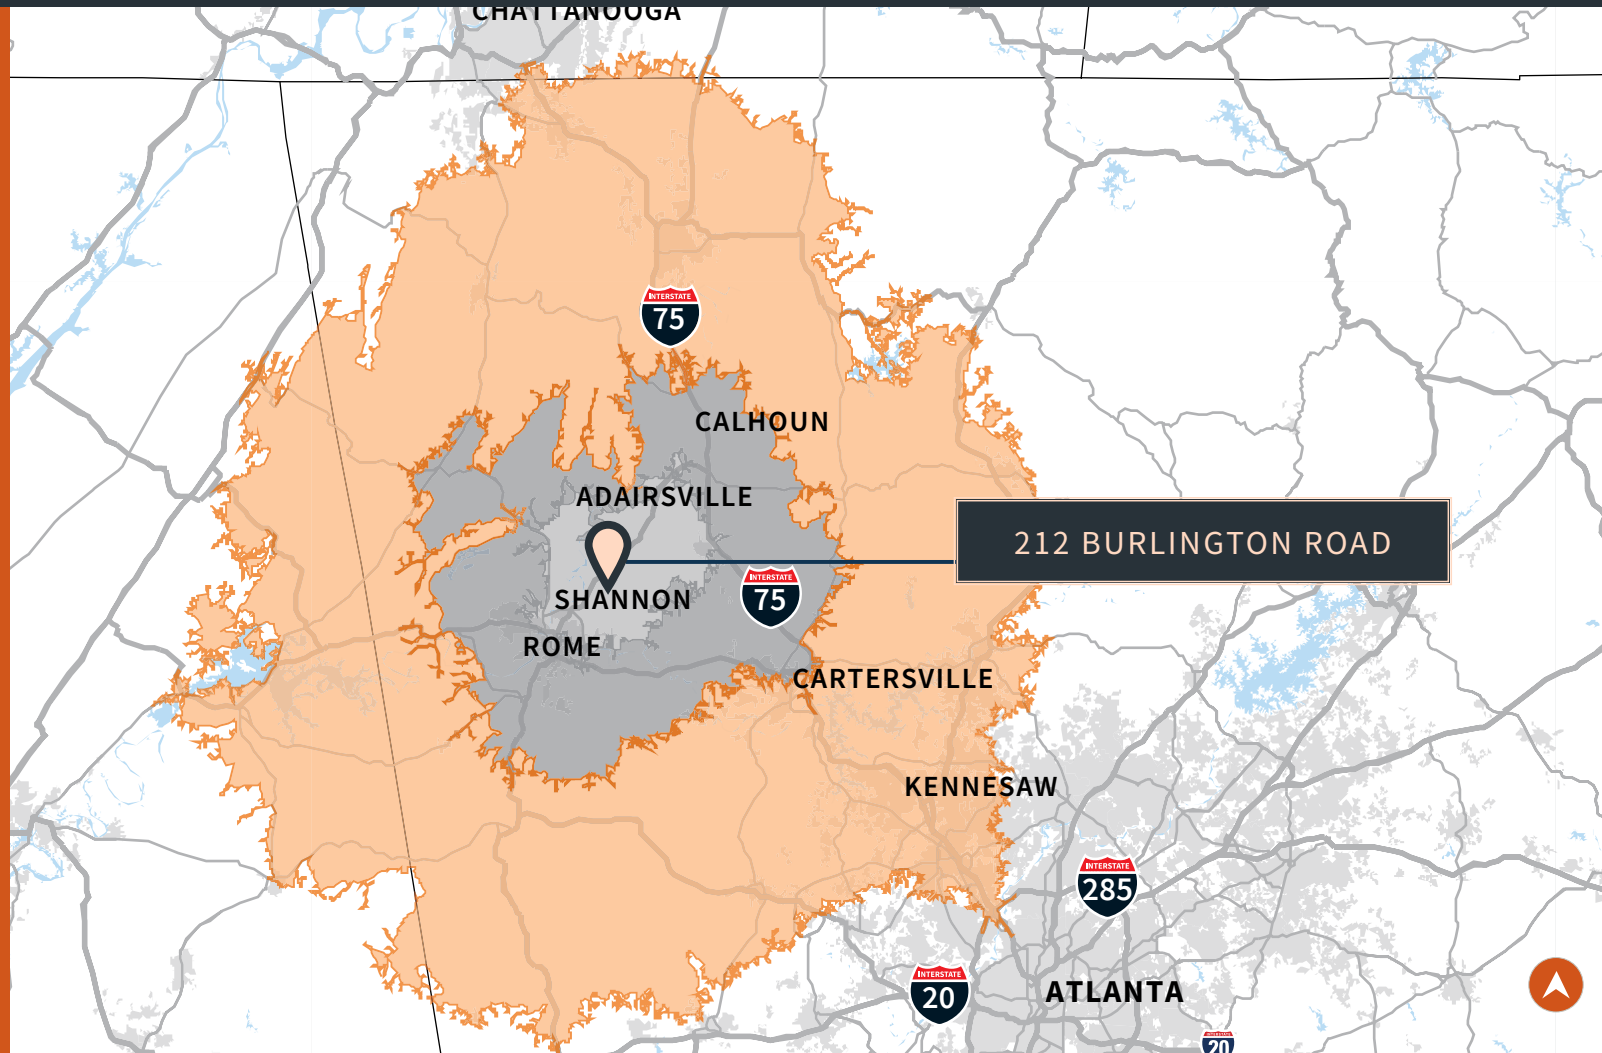 CHATTANOOGA
INTERSTATE
75
CALHOUN
ADAIRSVILLE
212 BURLINGTON ROAD
INTERSTATE
75
SHANNON
ROME
CARTERSVILLE
KENNESAW
INTERSTATE
285
INTERSTATE
20
ATLANTA
INTERSTATE
20